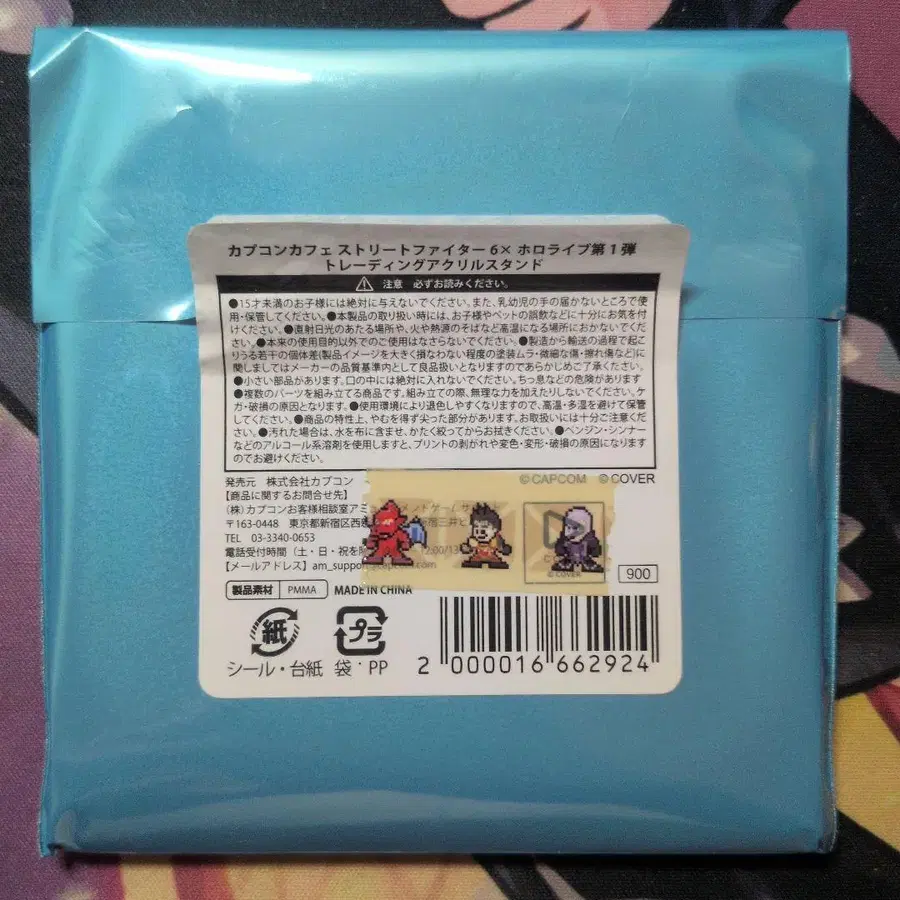 カプコンカフェ ストリートファイター 6× ホロライブ第1弾
トレーディングアクリルスタンド
注意 必ずお読みください。
●15才未満のお子様には絶対に与えないでください。また、乳幼児の手の届かないところで使
用・保管してください。●本製品の取り扱い時には、お子様やペットの誤飲などに十分にお気を付
けください。●直射日光のあたる場所や、火や熱源のそばなど高温になる場所におかないでくだ
さい。●本来の使用目的以外でのご使用はなさらないでください。●製造から輸送の過程で起こ
りうる若干の個体差(製品イメージを大きく損なわない程度の塗装ムラ・微細な傷・擦れ傷など)に
関しましてはメーカーの品質基準内として良品扱いとなりますのであらかじめご了承ください。
●小さい部品があります。口の中には絶対に入れないでください。ちっ息などの危険があります
●複数のパーツを組み立てる商品です。組み立ての際、無理な力を加えたりしないでください。ケ
ガ・破損の原因となります。●使用環境により退色しやすくなりますので、高温・多湿を避けて保管
してください。●商品の特性上、やむを得ず尖った部分があります。お取扱いには十分ご注意くだ
さい。●汚れた場合は、水を布に含ませ、かたく絞ってからお拭きください。●ベンジン・シンナー
などのアルコール系溶剤を使用しますと、プリントの剥がれや変色・変形・破損の原因になります
のでお避けください。
発売元 株式会社カプコン
©CAPCOM ©COVER
【商品に関するお問合せ先】
(株)カプコンお客様相談室アミューズメントゲームサ
〒163-0448 東京都新宿区西新宿三井ビ
TEL 03-3340-0653
電話受付時間 (土・日・祝を除 12:00/13
【メールアドレス】am_support@capcom.com
©COVER
900
製品素材 PMMA MADE IN CHINA
紙 プラ
シール・台紙 袋:PP
2 000016 662924